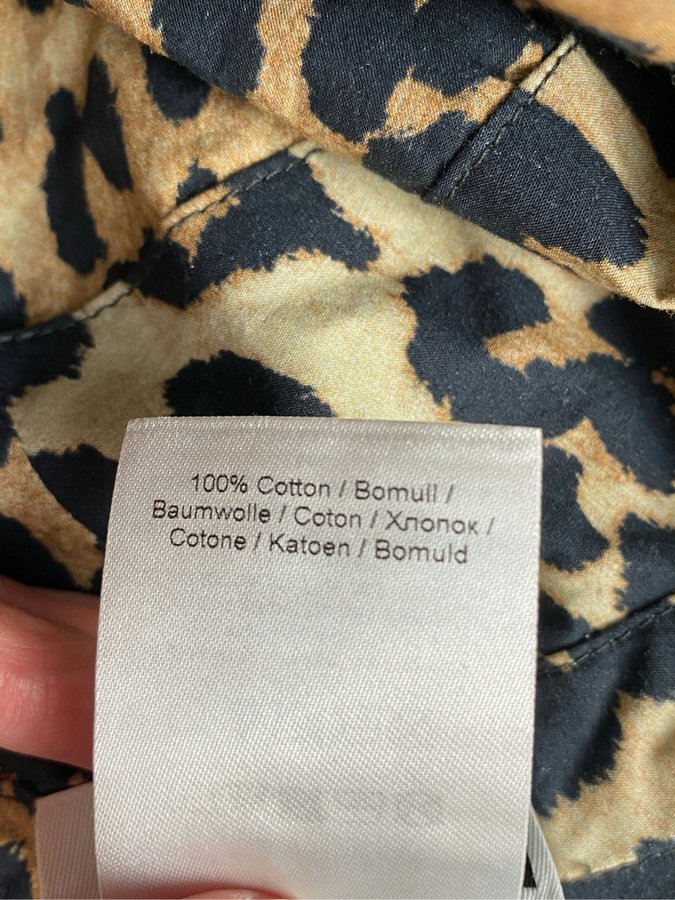 100% Cotton / Bomull /
Baumwolle / Coton / Хлопок /
Cotone / Katoen / Bomuld